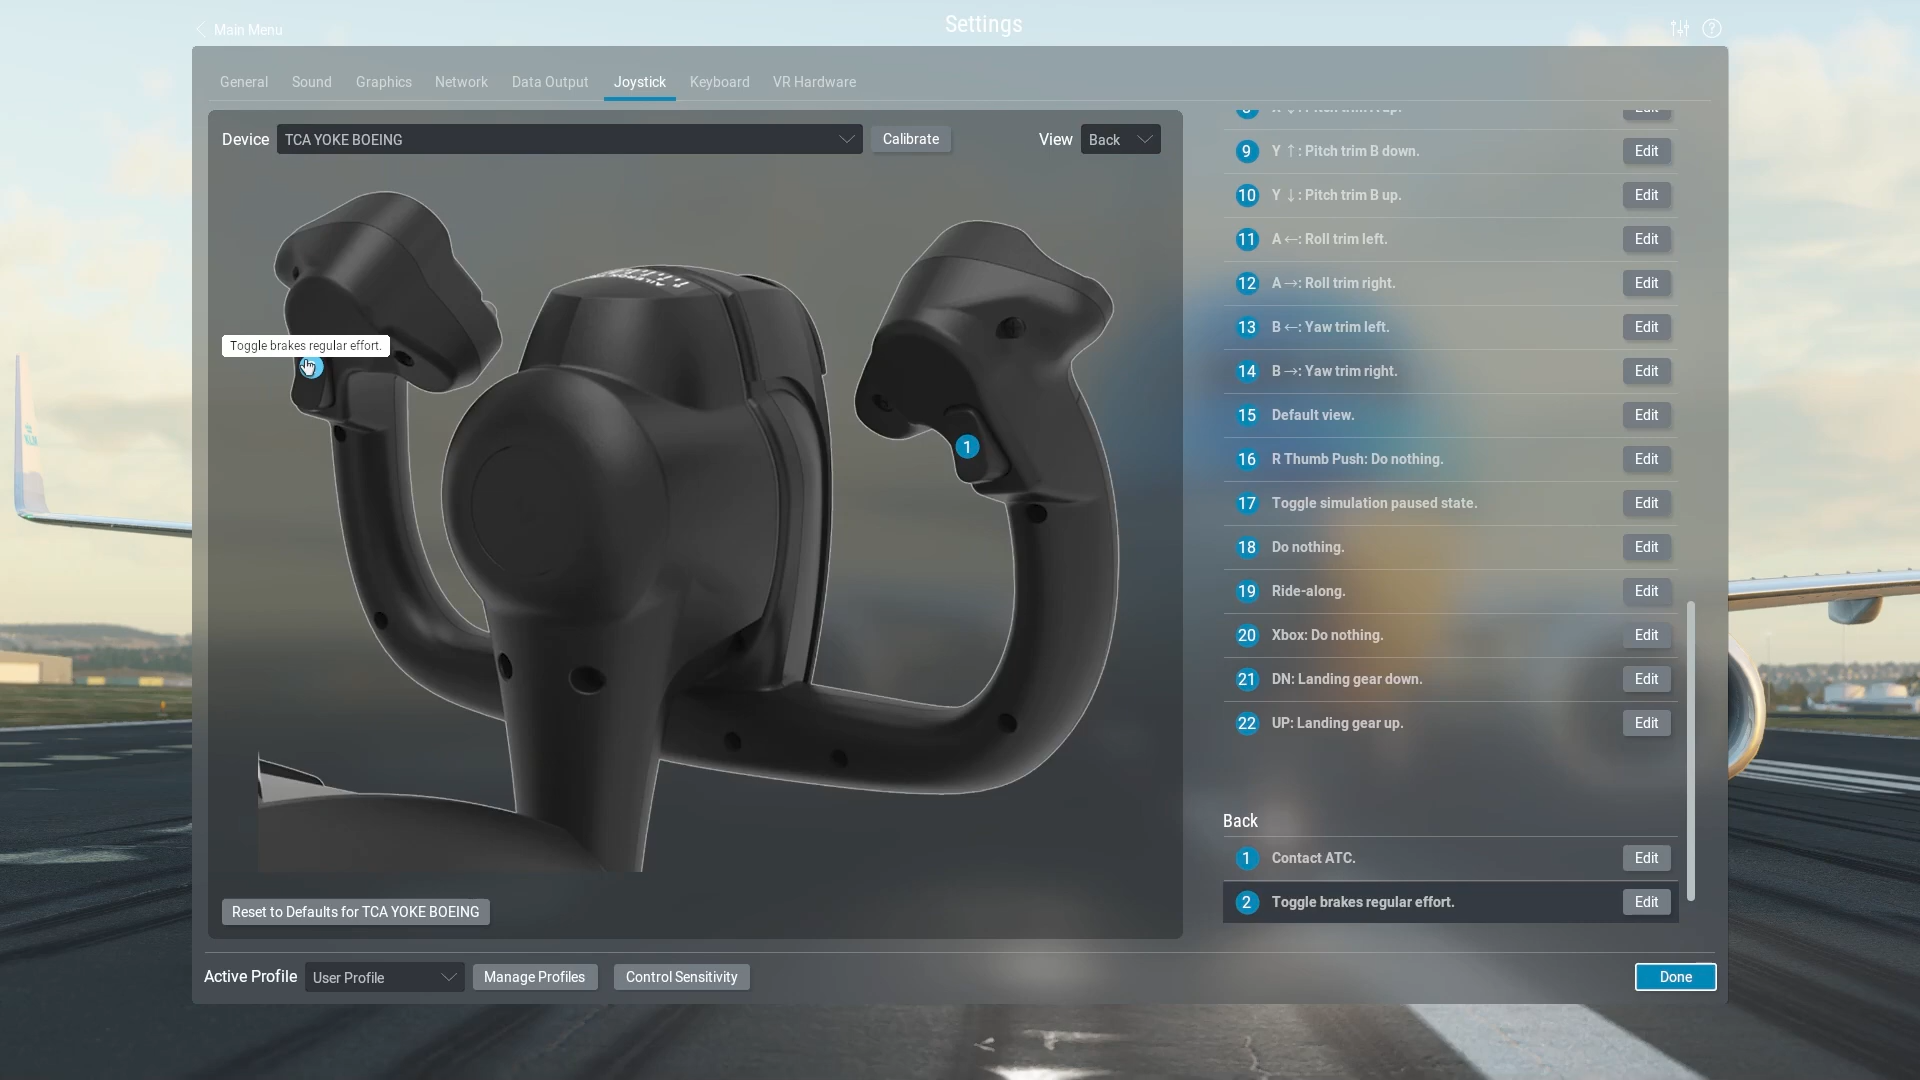 Main Menu
Settings
General
Sound
Graphics
Network
Data Output
Joystick
Keyboard
VR Hardware
Device
TCA YOKE BOEING
Calibrate
View
Back
Toggle brakes regular effort.
1
Reset to Defaults for TCA YOKE BOEING
9 Y ↑: Pitch trim B down. Edit
10 Y ↓: Pitch trim B up. Edit
11 A ←: Roll trim left. Edit
12 A →: Roll trim right. Edit
13 B ←: Yaw trim left. Edit
14 B →: Yaw trim right. Edit
15 Default view. Edit
16 R Thumb Push: Do nothing. Edit
17 Toggle simulation paused state. Edit
18 Do nothing. Edit
19 Ride-along. Edit
20 Xbox: Do nothing. Edit
21 DN: Landing gear down. Edit
22 UP: Landing gear up. Edit
Back
1 Contact ATC. Edit
2 Toggle brakes regular effort. Edit
Active Profile
User Profile
Manage Profiles
Control Sensitivity
Done